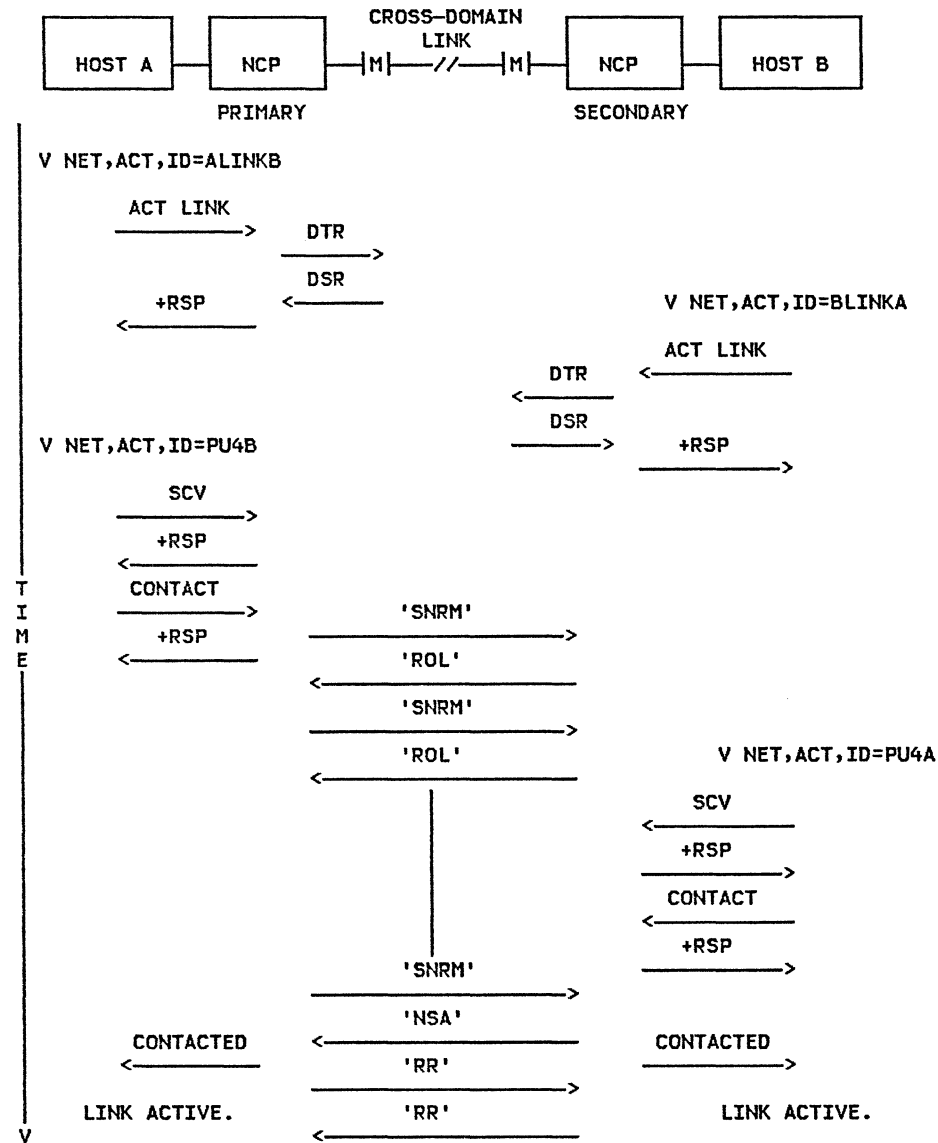 CROSS-DOMAIN
LINK
HOST A NCP M // M NCP HOST B
PRIMARY SECONDARY
V NET,ACT,ID=ALINKB
ACT LINK
DTR
DSR
+RSP V NET,ACT,ID=BLINKA
ACT LINK
DTR
DSR
V NET,ACT,ID=PU4B +RSP
SCV
+RSP
T
I
M
E
CONTACT
'SNRM'
+RSP
'ROL'
'SNRM'
'ROL' V NET,ACT,ID=PU4A
SCV
+RSP
CONTACT
+RSP
'SNRM'
'NSA'
CONTACTED CONTACTED
'RR'
LINK ACTIVE. 'RR' LINK ACTIVE.
V